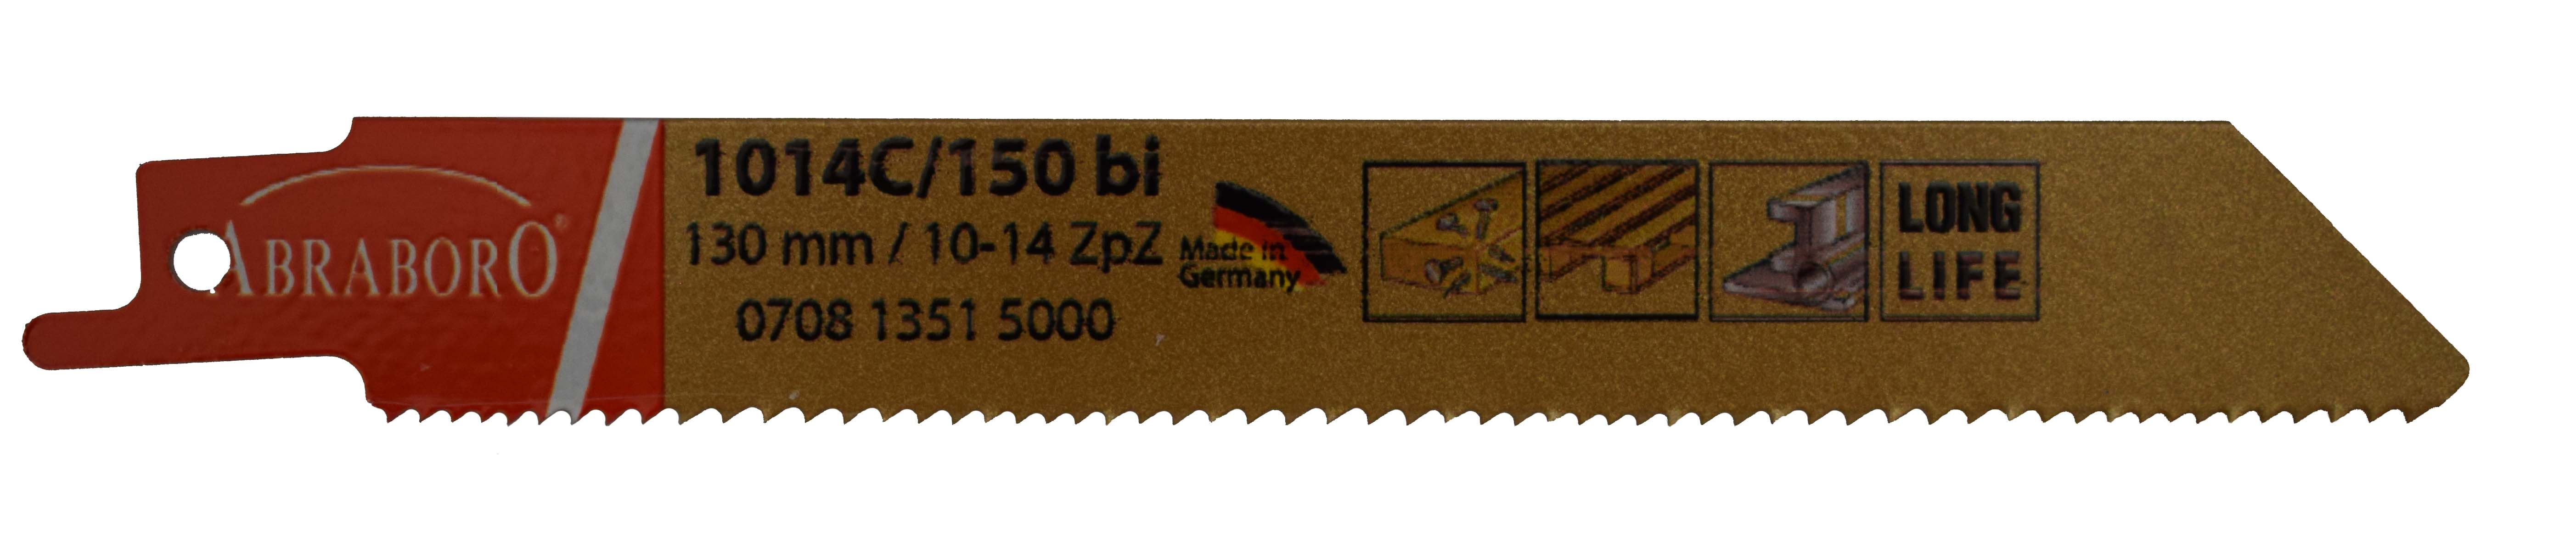 ABRABORO®
1014C/150 bi
130 mm / 10-14 ZpZ
0708 1351 5000
Made in
Germany
LONG
LIFE